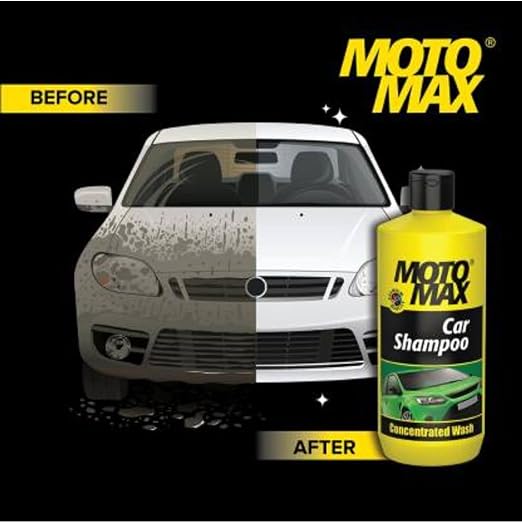 MOTO®
MAX
BEFORE
MOTO®
MAX
Car
Shampoo
Concentrated Wash
AFTER